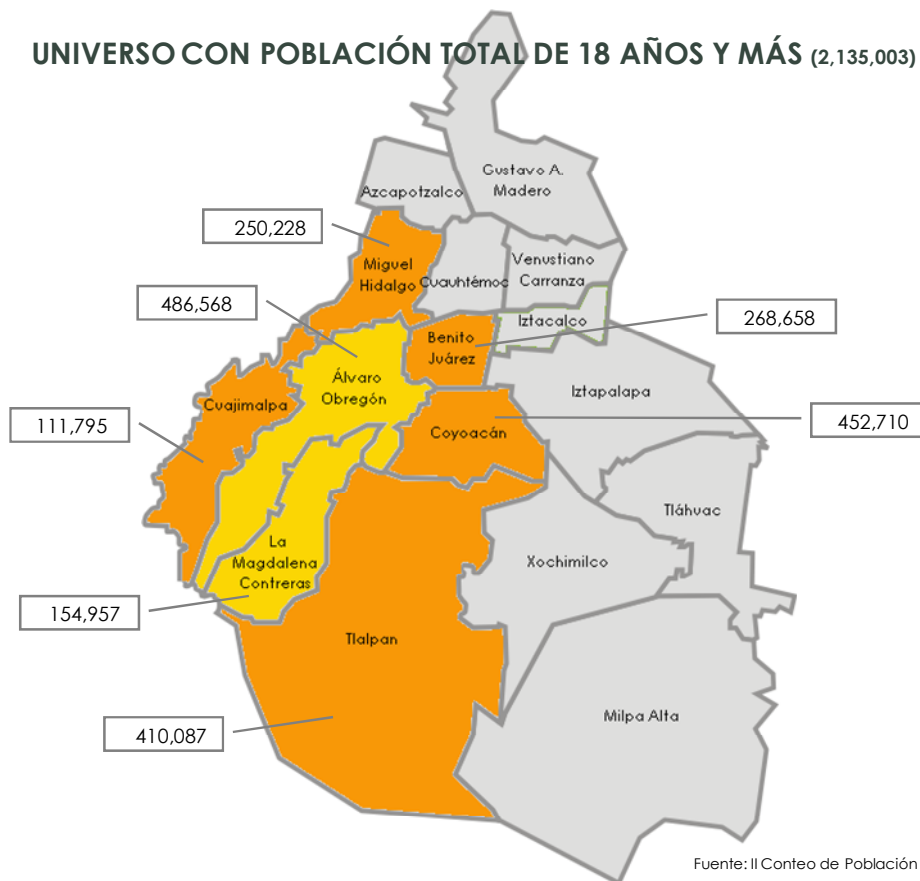 UNIVERSO CON POBLACIÓN TOTAL DE 18 AÑOS Y MÁS (2,135,003)
Gustavo A.
Madero
Azcapotzalco
250,228
Miguel
Hidalgo
Cuauhtémoc
Venustiano
Carranza
486,568
Iztacalco
268,658
Benito
Juárez
Álvaro
Obregón
Iztapalapa
Cuajimalpa
111,795
Coyoacán
452,710
Tláhuac
La
Magdalena
Contreras
Xochimilco
154,957
Tlalpan
Milpa Alta
410,087
Fuente: II Conteo de Población